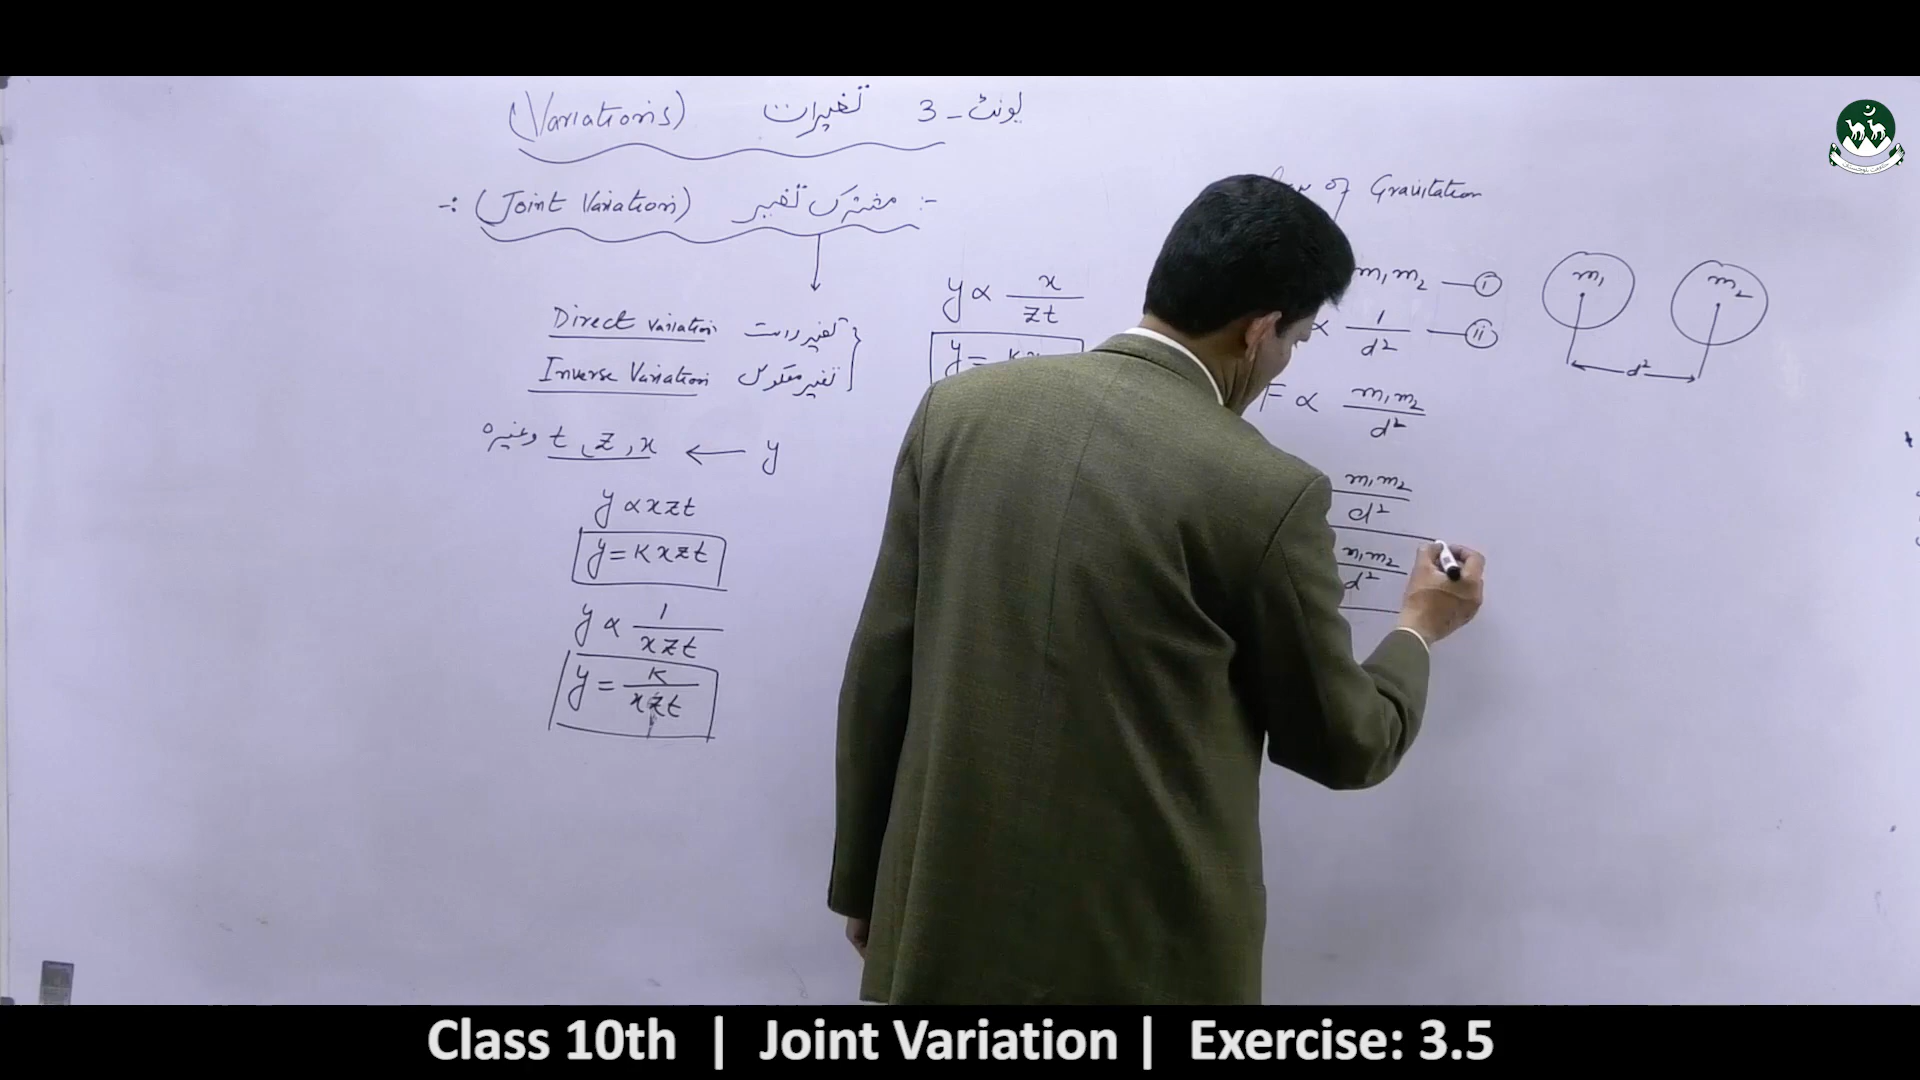 (Variations) تغیرات یونٹ - 3
:- مشترک تغیر (Joint Variation) :-
Direct variation تغیر راست
Inverse Variation تغیر معکوس
y ← x , z , t وغیرہ
y ∝ xzt
y = Kxzt
y ∝ 1/xzt
y = K/xzt
y ∝ x/zt
y =
of Gravitation
m₁m₂ — (i)
∝ 1/d² — (ii)
F ∝ m₁m₂/d²
m₁m₂/d²
m₁m₂/d²
m₁
m₂
d²
Class 10th | Joint Variation | Exercise: 3.5